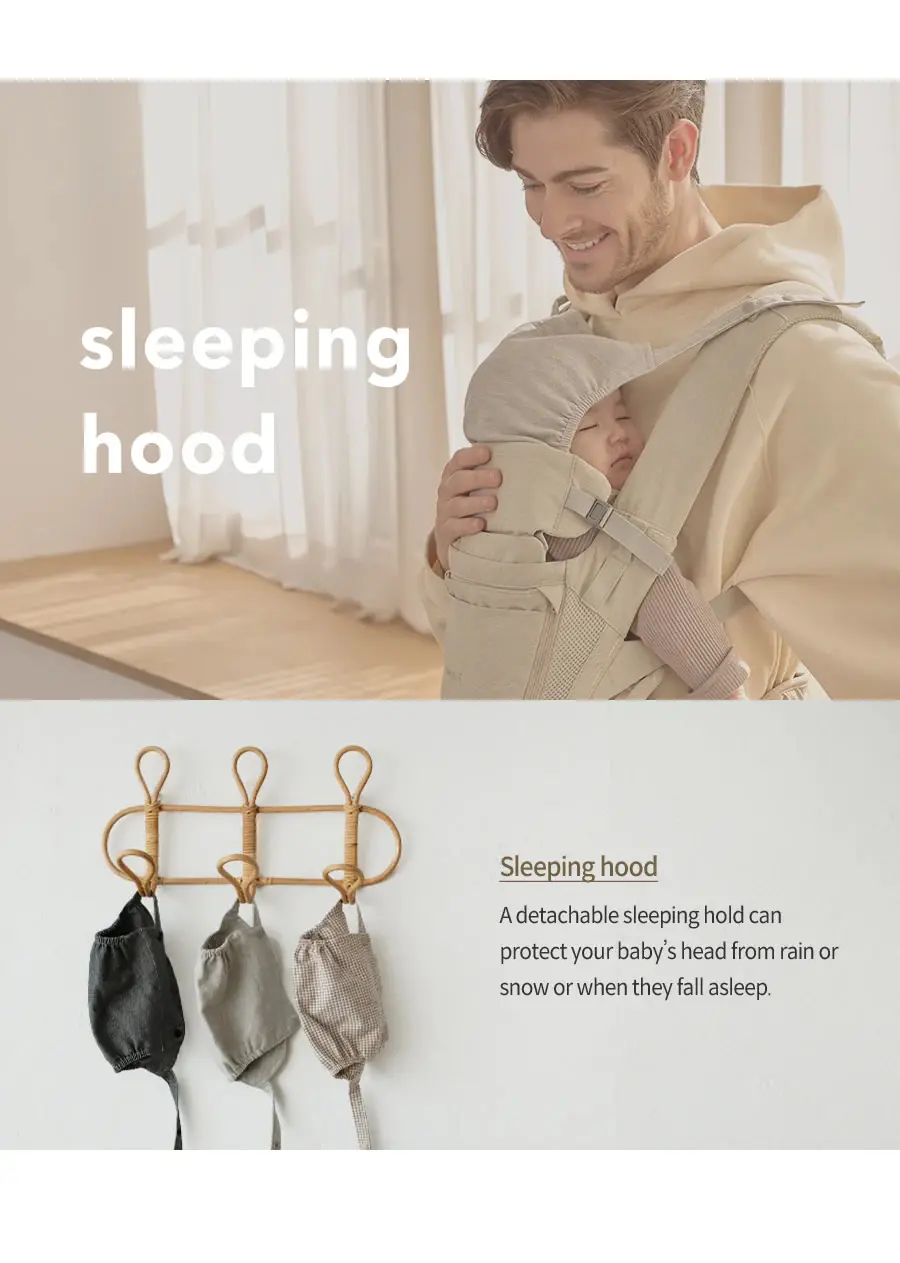 sleeping
hood
Sleeping hood
A detachable sleeping hold can
protect your baby's head from rain or
snow or when they fall asleep.